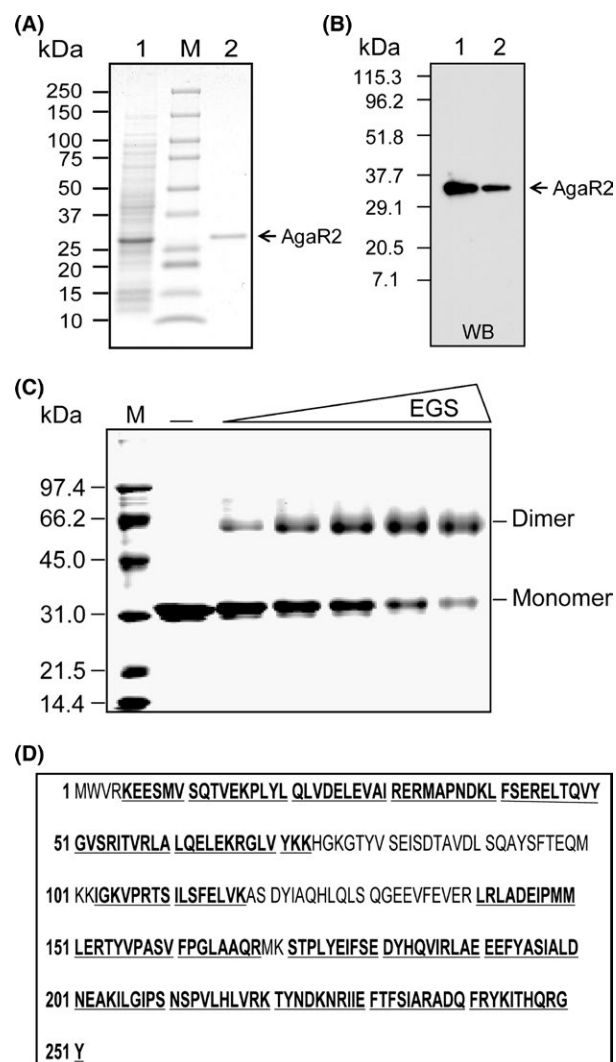 (A)
kDa 1 M 2
250
150
100
75
50
37
25
20
15
10
AgaR2
(B)
kDa 1 2
115.3
96.2
51.8
37.7
29.1
20.5
7.1
AgaR2
WB
(C)
kDa M — EGS
97.4
66.2
45.0
31.0
21.5
14.4
Dimer
Monomer
(D)
1 MWVRKEESMV SQTVEKPLYL QLVDELEVAI RERMAPNDKL FSERELTQVY
51 GVSRITVRLA LQELEKRGLV YKKHGKGTYV SEISDTAVDL SQAYSFTEQM
101 KKIGKVPRTS ILSFELVKAS DYIAQHLQLS QGEEVFEVER LRLADEIPMM
151 LERTYVPASV FPGLAAQRMK STPLYEIFSE DYHQVIRLAE EEFYASIALD
201 NEAKILGIPS NSPVLHLVRK TYNDKNRIIE FTFSIARADQ FRYKITHQRG
251 Y